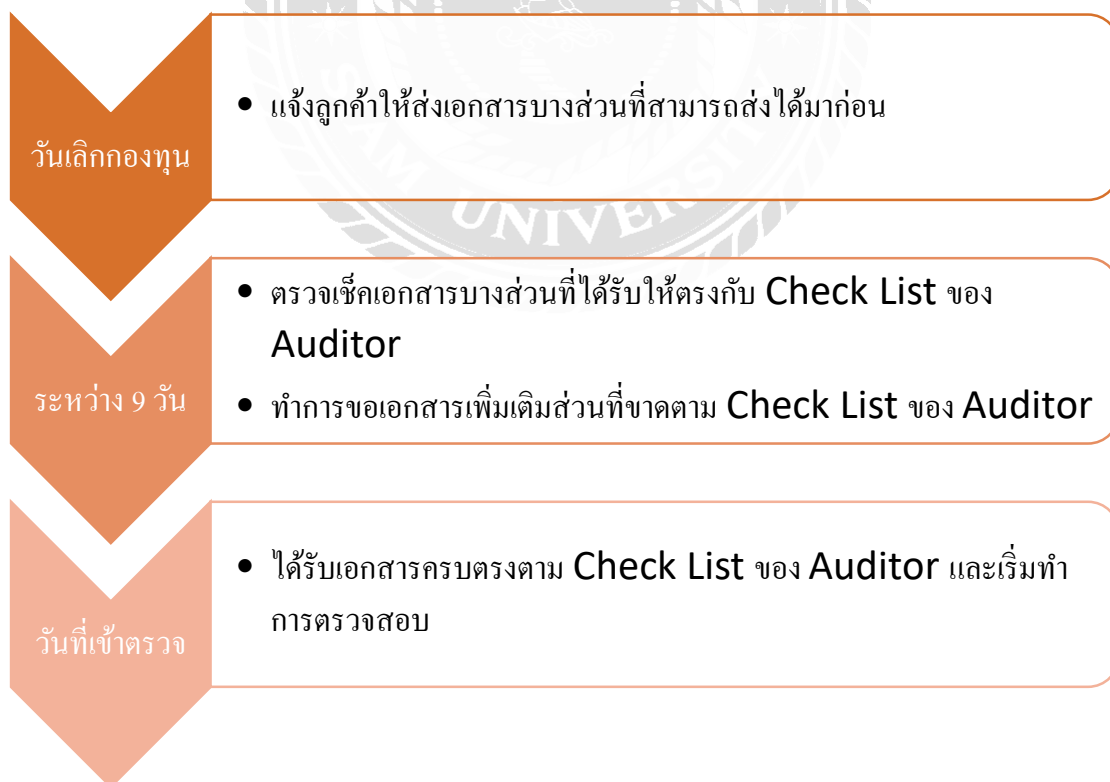 วันเลิกกองทุน
• แจ้งลูกค้าให้ส่งเอกสารบางส่วนที่สามารถส่งได้มาก่อน
ระหว่าง 9 วัน
• ตรวจเช็คเอกสารบางส่วนที่ได้รับให้ตรงกับ Check List ของ
Auditor
• ทำการขอเอกสารเพิ่มเติมส่วนที่ขาดตาม Check List ของ Auditor
วันที่เข้าตรวจ
• ได้รับเอกสารครบตรงตาม Check List ของ Auditor และเริ่มทำ
การตรวจสอบ
SIAM UNIVERSITY